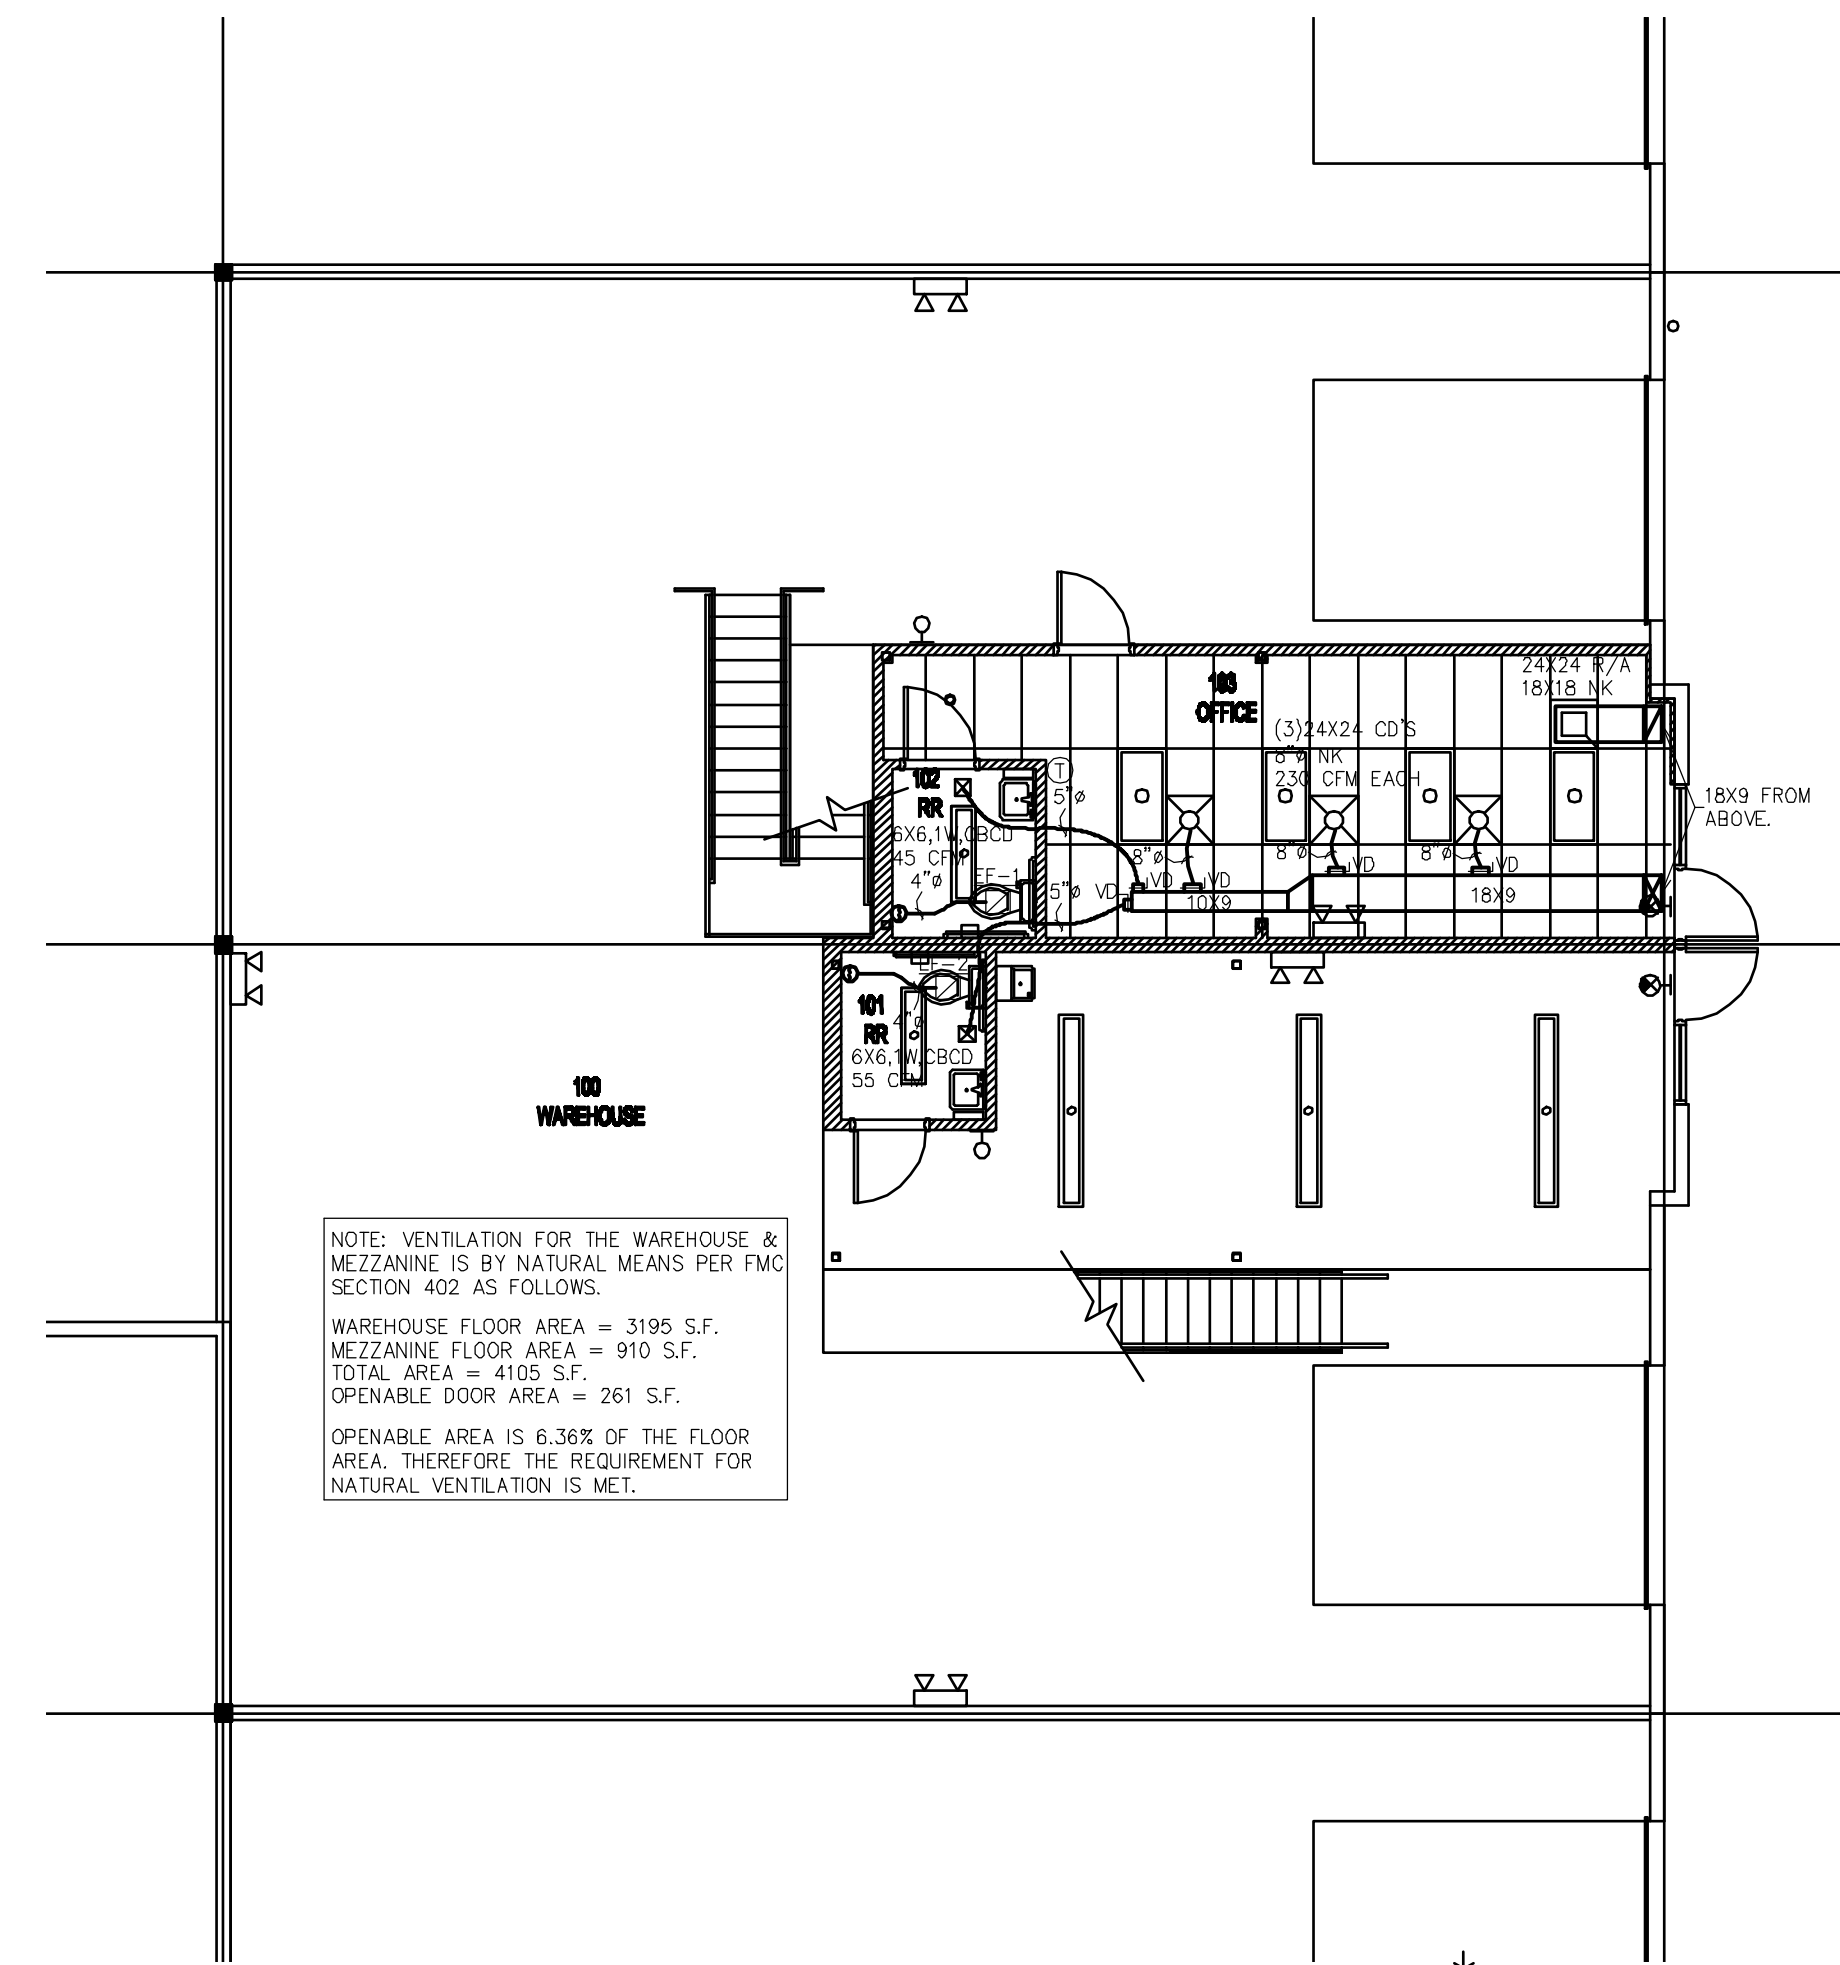 103
OFFICE
24X24 R/A
18X18 NK
(3)24X24 CD'S
8"ø NK
230 CFM EACH
18X9 FROM
ABOVE.
T
5"ø
102
RR
6X6,1W,CBCD
45 CFM
4"ø
EF-1
5"ø
VD
8"ø
VD
VD
8"ø
VD
8"ø
VD
10X9
18X9
EF-2
101
RR
4"ø
6X6,1W,CBCD
55 CFM
100
WAREHOUSE
NOTE: VENTILATION FOR THE WAREHOUSE &
MEZZANINE IS BY NATURAL MEANS PER FMC
SECTION 402 AS FOLLOWS.
WAREHOUSE FLOOR AREA = 3195 S.F.
MEZZANINE FLOOR AREA = 910 S.F.
TOTAL AREA = 4105 S.F.
OPENABLE DOOR AREA = 261 S.F.
OPENABLE AREA IS 6.36% OF THE FLOOR
AREA. THEREFORE THE REQUIREMENT FOR
NATURAL VENTILATION IS MET.